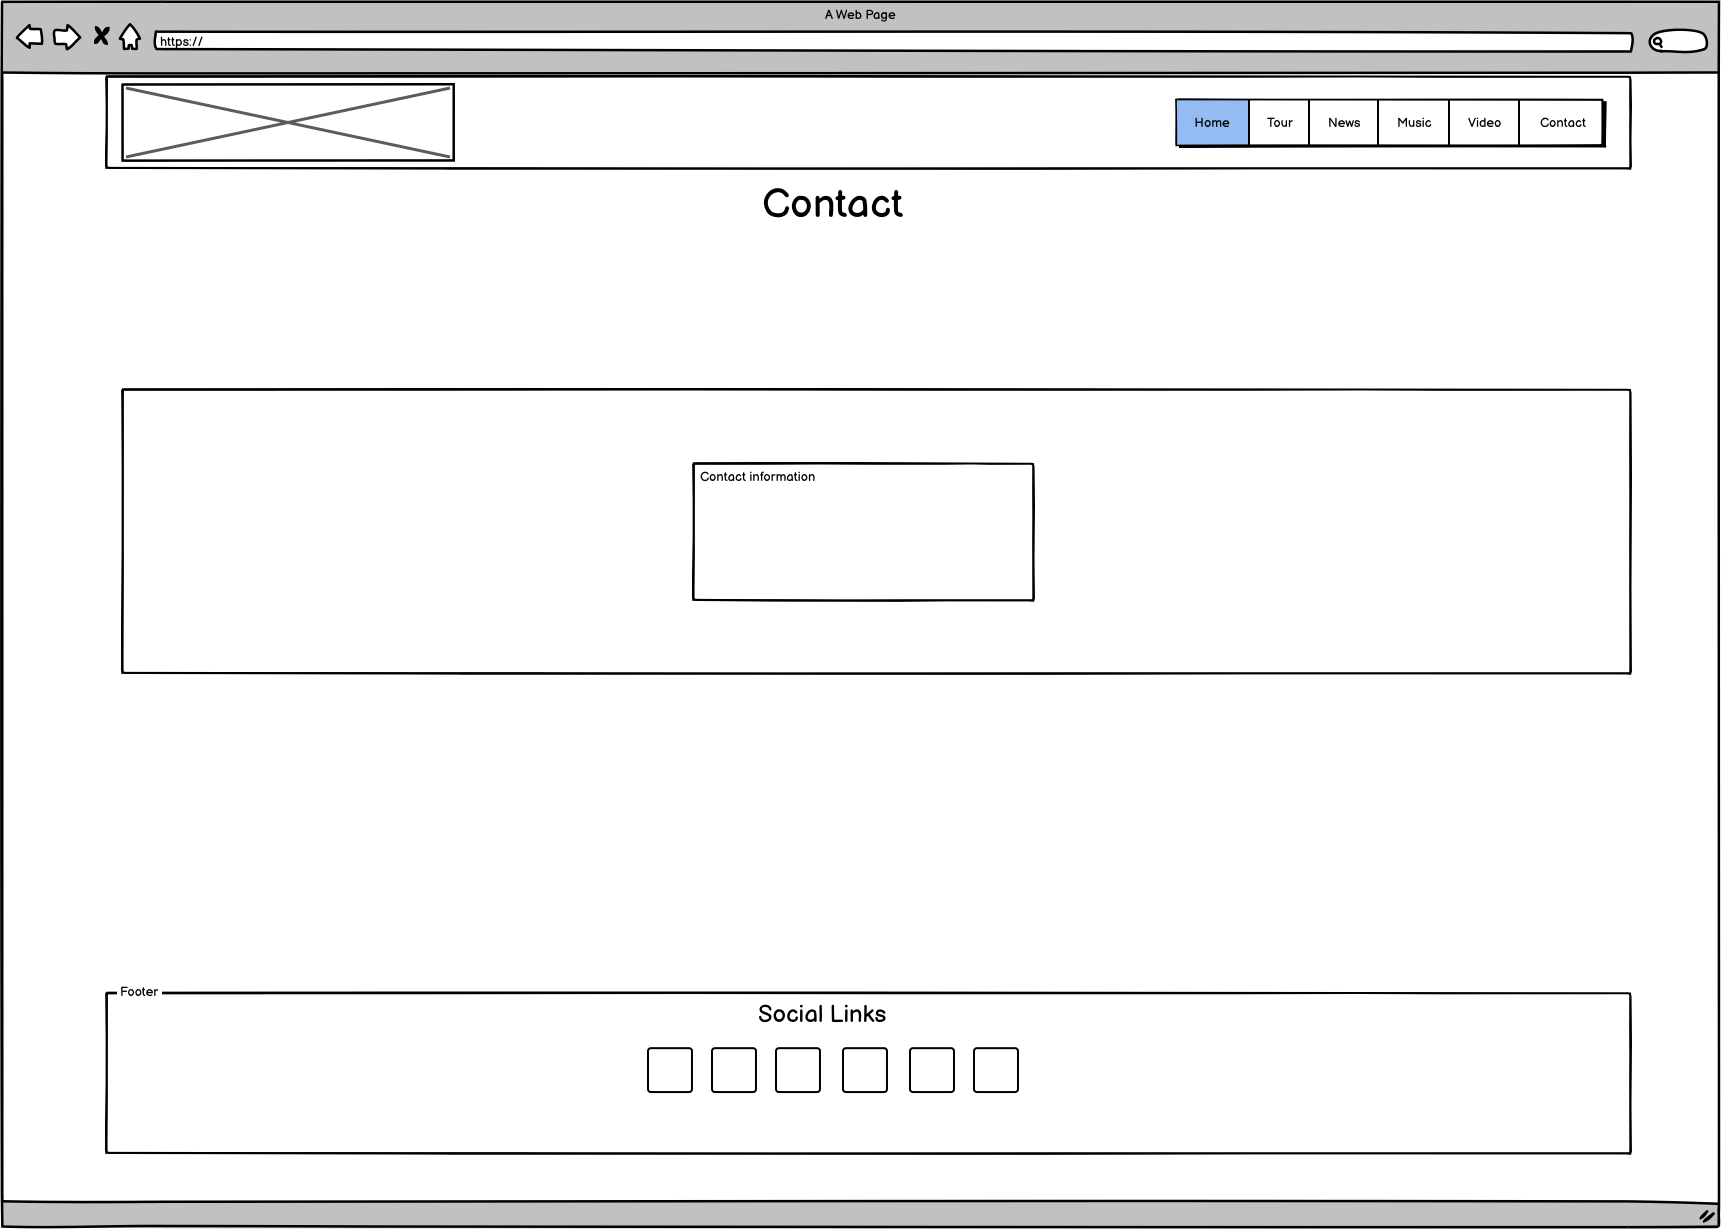 A Web Page
https://
Home Tour News Music Video Contact
Contact
Contact information
Footer
Social Links